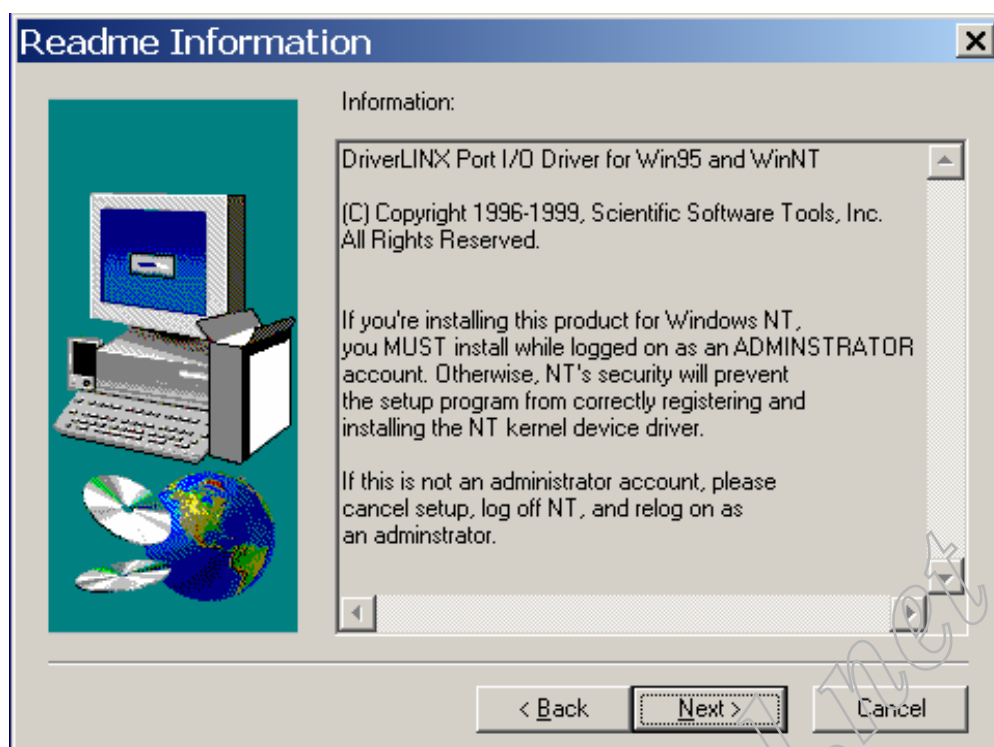 Readme Information
Information:
DriverLINX Port I/O Driver for Win95 and WinNT
(C) Copyright 1996-1999, Scientific Software Tools, Inc.
All Rights Reserved.
If you're installing this product for Windows NT,
you MUST install while logged on as an ADMINSTRATOR
account. Otherwise, NT's security will prevent
the setup program from correctly registering and
installing the NT kernel device driver.
If this is not an administrator account, please
cancel setup, log off NT, and relog on as
an adminstrator.
< Back
Next >
Cancel